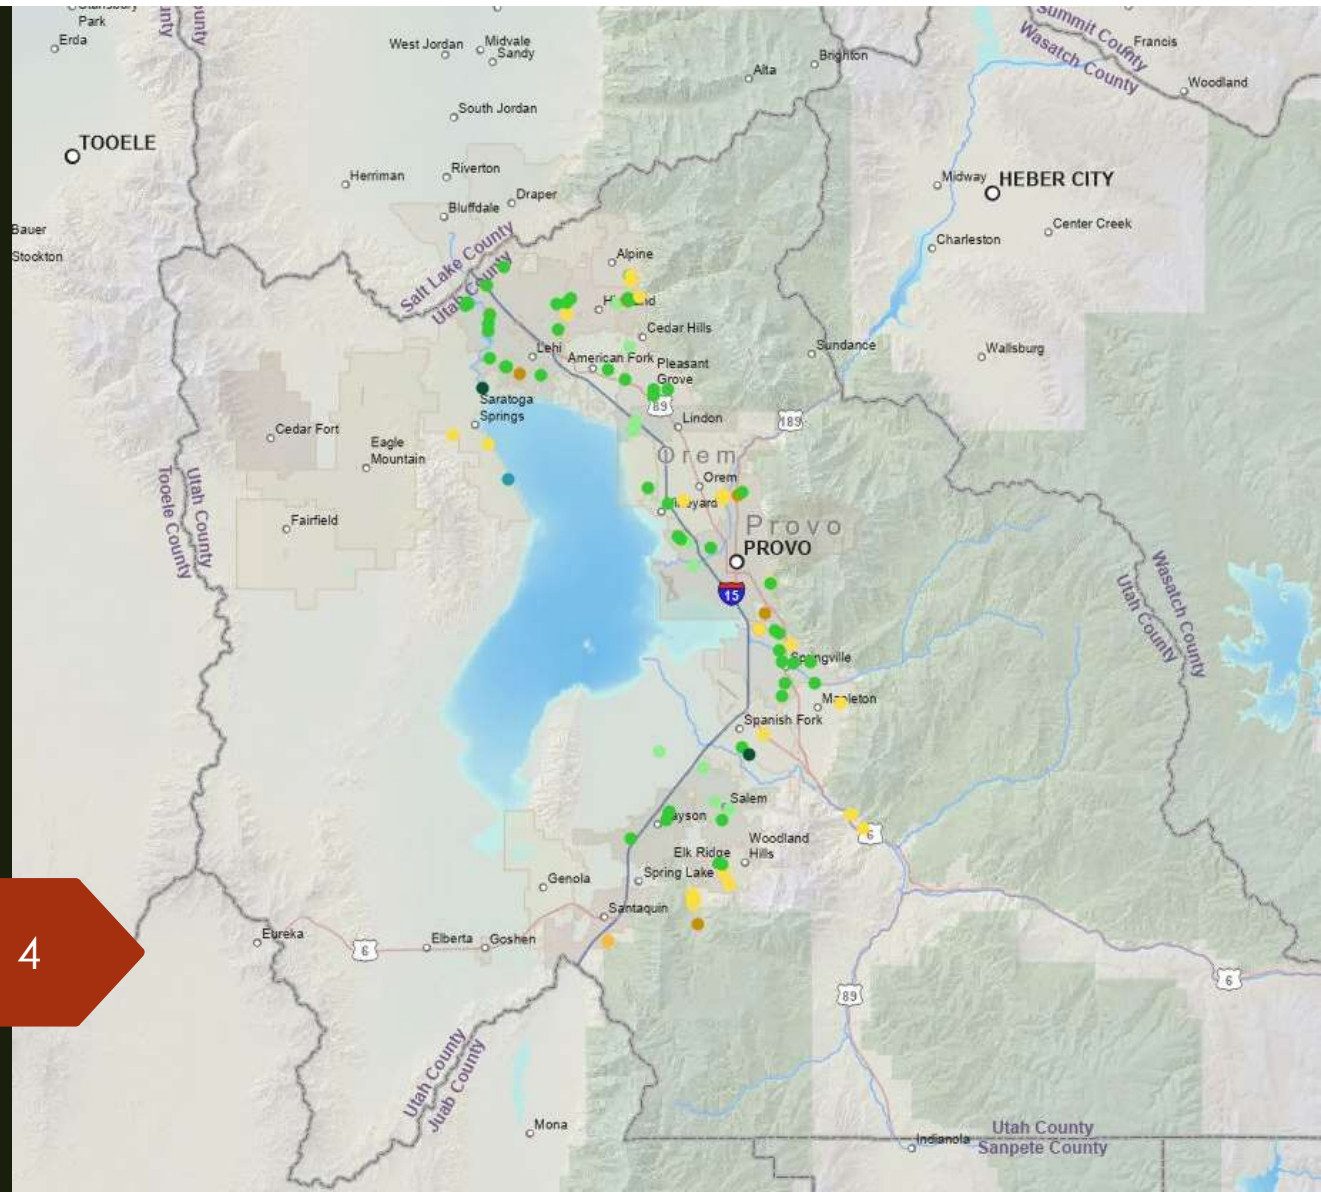 Park
Erda
unty
ounty
West Jordan
Midvale
Sandy
Alta
Brighton
Summit County
Wasatch County
Francis
Woodland
South Jordan
TOOELE
Herriman
Riverton
Draper
Bluffdale
Midway
HEBER CITY
Center Creek
Charleston
Bauer
Stockton
Salt Lake County
Utah County
Alpine
Cedar Hills
Lehi
American Fork
Pleasant
Grove
Sundance
Wallsburg
Saratoga
Springs
89
Lindon
189
Cedar Fort
Eagle
Mountain
Orem
Orem
Tooele County
Utah County
Fairfield
Provo
PROVO
15
Wasatch County
Utah County
Springville
Mapleton
Spanish Fork
Salem
ayson
Woodland
Hills
6
Elk Ridge
Spring Lake
Genola
Santaquin
4
Eureka
6
Elberta
Goshen
6
89
Utah County
Juab County
Mona
Utah County
Sanpete County
Indianola